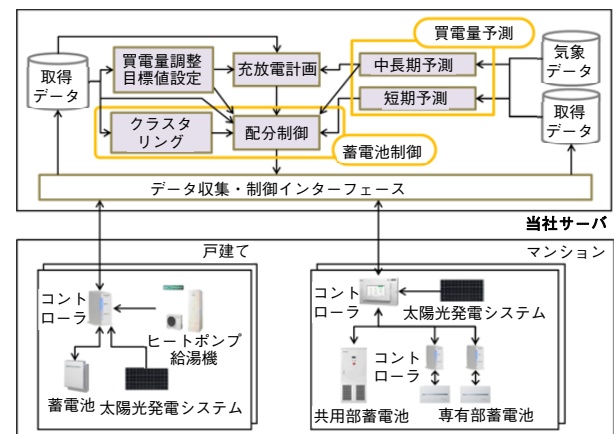 買電量予測
取得
データ
買電量調整
目標値設定
充放電計画
中長期予測
気象
データ
短期予測
クラスタ
リング
配分制御
取得
データ
蓄電池制御
データ収集・制御インターフェース
当社サーバ
戸建て
コント
ローラ
ヒートポンプ
給湯機
蓄電池
太陽光発電システム
マンション
コント
ローラ
太陽光発電システム
コント
ローラ
共用部蓄電池
専有部蓄電池